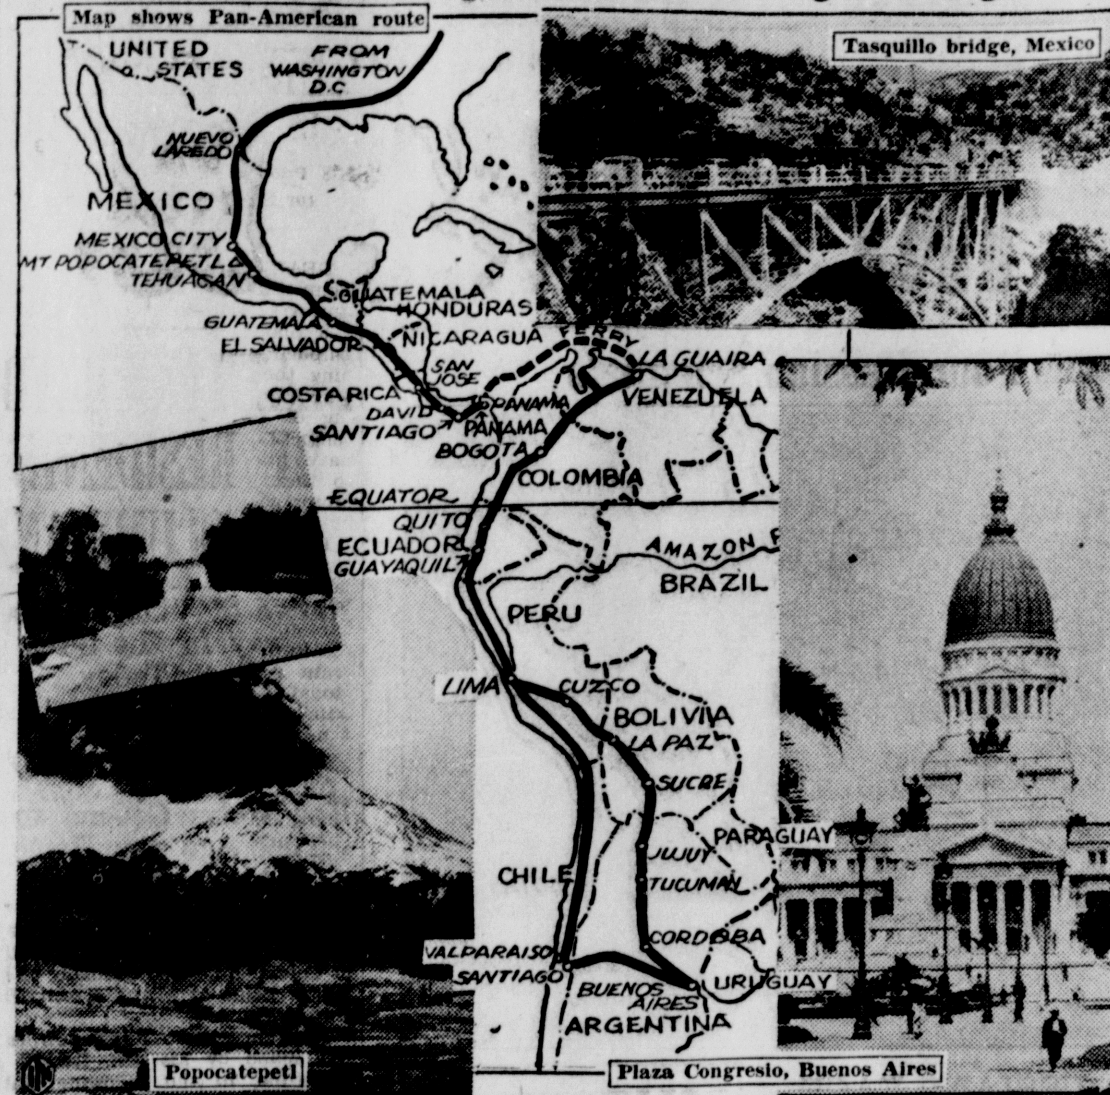 Map shows Pan-American route
Tasquillo bridge, Mexico
UNITED
STATES
FROM
WASHINGTON
D.C
NUEVO
LAREDO
MEXICO
MEXICO CITY
MT POPOCATEPETL
TEHUACAN
GUATEMALA
HONDURAS
GUATEMALA
EL SALVADOR
NICARAGUA
FERRY
SAN
JOSE
LA GUAIRA
COSTA RICA
PANAMA
VENEZUELA
DAVID
SANTIAGO
PANAMA
BOGOTA
COLOMBIA
EQUATOR
QUITO
ECUADOR
GUAYAQUIL
AMAZON
BRAZIL
PERU
LIMA
CUZCO
BOLIVIA
LA PAZ
SUCRE
PARAGUAY
JUJUY
CHILE
TUCUMAN
CORDOBA
VALPARAISO
SANTIAGO
BUENOS
AIRES
URUGUAY
ARGENTINA
Popocatepetl
Plaza Congreslo, Buenos Aires